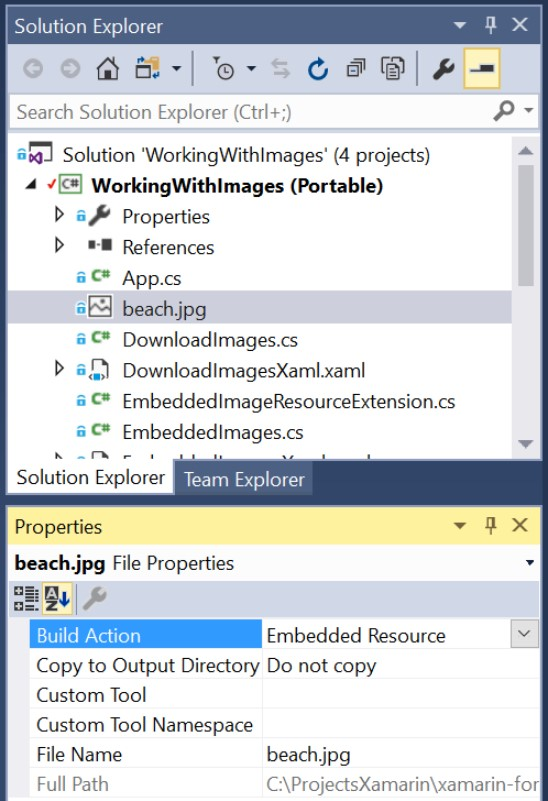 Solution Explorer
Search Solution Explorer (Ctrl+;)
Solution 'WorkingWithImages' (4 projects)
C# WorkingWithImages (Portable)
Properties
References
C# App.cs
beach.jpg
C# DownloadImages.cs
DownloadImagesXaml.xaml
C# EmbeddedImageResourceExtension.cs
C# EmbeddedImages.cs
Solution Explorer Team Explorer
Properties
beach.jpg File Properties
Build Action Embedded Resource
Copy to Output Directory Do not copy
Custom Tool
Custom Tool Namespace
File Name beach.jpg
Full Path C:\ProjectsXamarin\xamarin-for